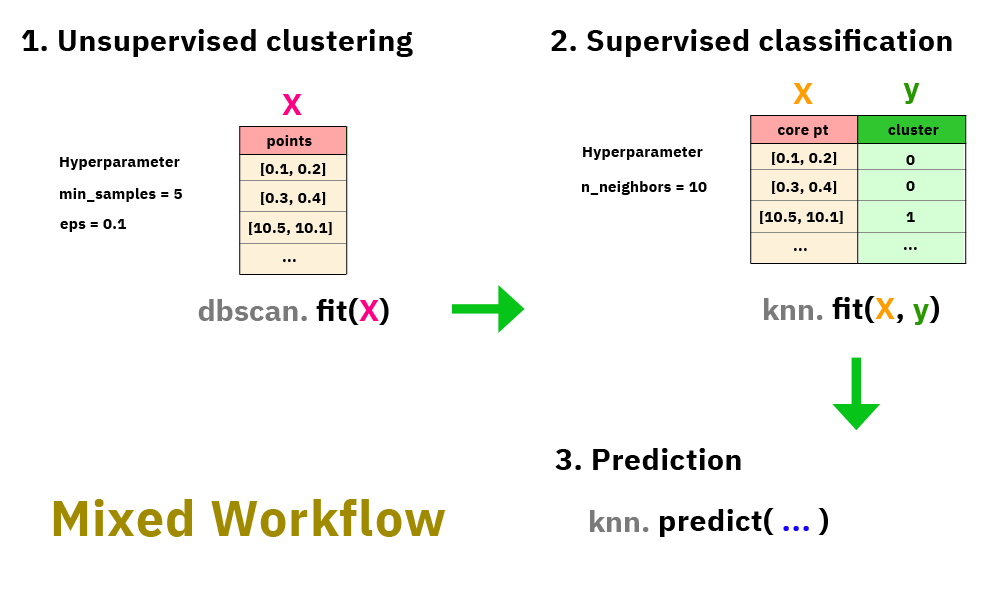 1. Unsupervised clustering
X
points
[0.1, 0.2]
[0.3, 0.4]
[10.5, 10.1]
...
Hyperparameter
min_samples = 5
eps = 0.1
dbscan. fit(X)
2. Supervised classification
X y
core pt cluster
[0.1, 0.2] 0
[0.3, 0.4] 0
[10.5, 10.1] 1
... ...
Hyperparameter
n_neighbors = 10
knn. fit(X, y)
3. Prediction
knn. predict( ... )
Mixed Workflow